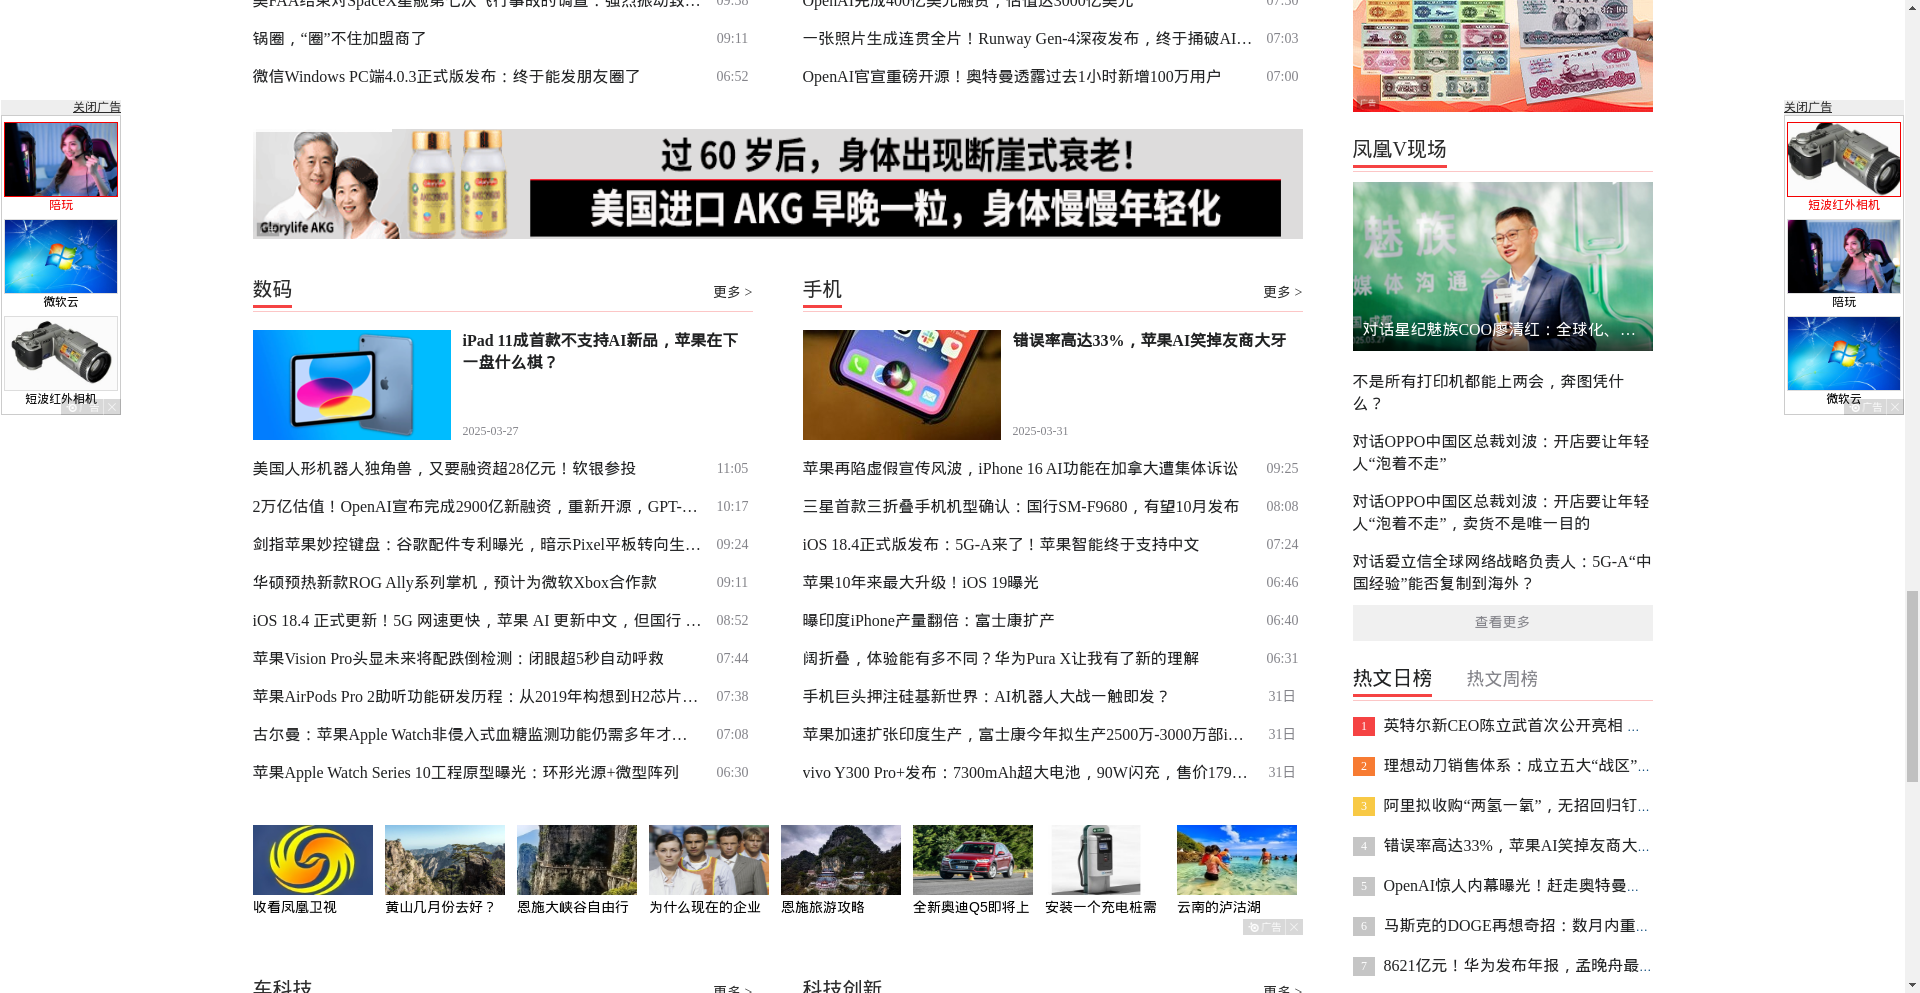 美FAA结束对SpaceX星舰第七次飞行事故的调查：强烈振动致… 09:38
锅圈，“圈”不住加盟商了 09:11
微信Windows PC端4.0.3正式版发布：终于能发朋友圈了 06:52
OpenAI完成400亿美元融资，估值达3000亿美元 07:30
一张照片生成连贯全片！Runway Gen-4深夜发布，终于捅破AI… 07:03
OpenAI官宣重磅开源！奥特曼透露过去1小时新增100万用户 07:00
关闭广告
陪玩
微软云
短波红外相机
广告
过 60 岁后，身体出现断崖式衰老！
美国进口 AKG 早晚一粒，身体慢慢年轻化
Glorylife AKG
数码 更多 >
iPad 11成首款不支持AI新品，苹果在下
一盘什么棋？
2025-03-27
美国人形机器人独角兽，又要融资超28亿元！软银参投 11:05
2万亿估值！OpenAI宣布完成2900亿新融资，重新开源，GPT-… 10:17
剑指苹果妙控键盘：谷歌配件专利曝光，暗示Pixel平板转向生… 09:24
华硕预热新款ROG Ally系列掌机，预计为微软Xbox合作款 09:11
iOS 18.4 正式更新！5G 网速更快，苹果 AI 更新中文，但国行 … 08:52
苹果Vision Pro头显未来将配跌倒检测：闭眼超5秒自动呼救 07:44
苹果AirPods Pro 2助听功能研发历程：从2019年构想到H2芯片… 07:38
古尔曼：苹果Apple Watch非侵入式血糖监测功能仍需多年才… 07:08
苹果Apple Watch Series 10工程原型曝光：环形光源+微型阵列 06:30
手机 更多 >
错误率高达33%，苹果AI笑掉友商大牙
2025-03-31
苹果再陷虚假宣传风波，iPhone 16 AI功能在加拿大遭集体诉讼 09:25
三星首款三折叠手机机型确认：国行SM-F9680，有望10月发布 08:08
iOS 18.4正式版发布：5G-A来了！苹果智能终于支持中文 07:24
苹果10年来最大升级！iOS 19曝光 06:46
曝印度iPhone产量翻倍：富士康扩产 06:40
阔折叠，体验能有多不同？华为Pura X让我有了新的理解 06:31
手机巨头押注硅基新世界：AI机器人大战一触即发？ 31日
苹果加速扩张印度生产，富士康今年拟生产2500万-3000万部i… 31日
vivo Y300 Pro+发布：7300mAh超大电池，90W闪充，售价179… 31日
收看凤凰卫视
黄山几月份去好？
恩施大峡谷自由行
为什么现在的企业
恩施旅游攻略
全新奥迪Q5即将上
安装一个充电桩需
云南的泸沽湖
广告
车科技 更多 >
科技创新 更多 >
广告
凤凰V现场
魅族
媒体沟通会
对话星纪魅族COO廖清红：全球化、…
不是所有打印机都能上两会，奔图凭什
么？
对话OPPO中国区总裁刘波：开店要让年轻
人“泡着不走”
对话OPPO中国区总裁刘波：开店要让年轻
人“泡着不走”，卖货不是唯一目的
对话爱立信全球网络战略负责人：5G-A“中
国经验”能否复制到海外？
查看更多
热文日榜 热文周榜
1 英特尔新CEO陈立武首次公开亮相 …
2 理想动刀销售体系：成立五大“战区”…
3 阿里拟收购“两氢一氧”，无招回归钉…
4 错误率高达33%，苹果AI笑掉友商大…
5 OpenAI惊人内幕曝光！赶走奥特曼…
6 马斯克的DOGE再想奇招：数月内重…
7 8621亿元！华为发布年报，孟晚舟最…
关闭广告
短波红外相机
陪玩
微软云
广告